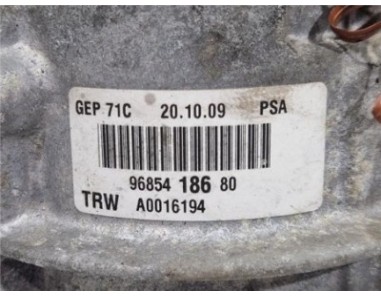 GEP 71C 20.10.09 PSA
96854 186 80
TRW A0016194